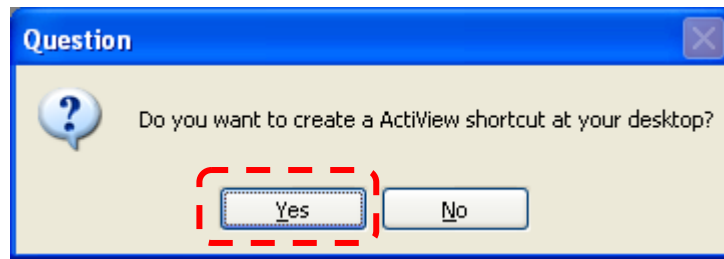 Question
Do you want to create a ActiView shortcut at your desktop?
Yes No